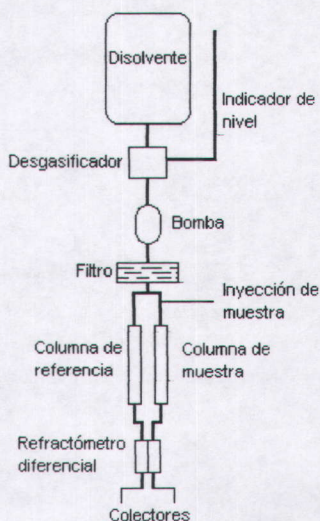 Disolvente
Indicador de
nivel
Desgasificador
Bomba
Filtro
Inyección de
muestra
Columna de
referencia
Columna de
muestra
Refractómetro
diferencial
Colectores